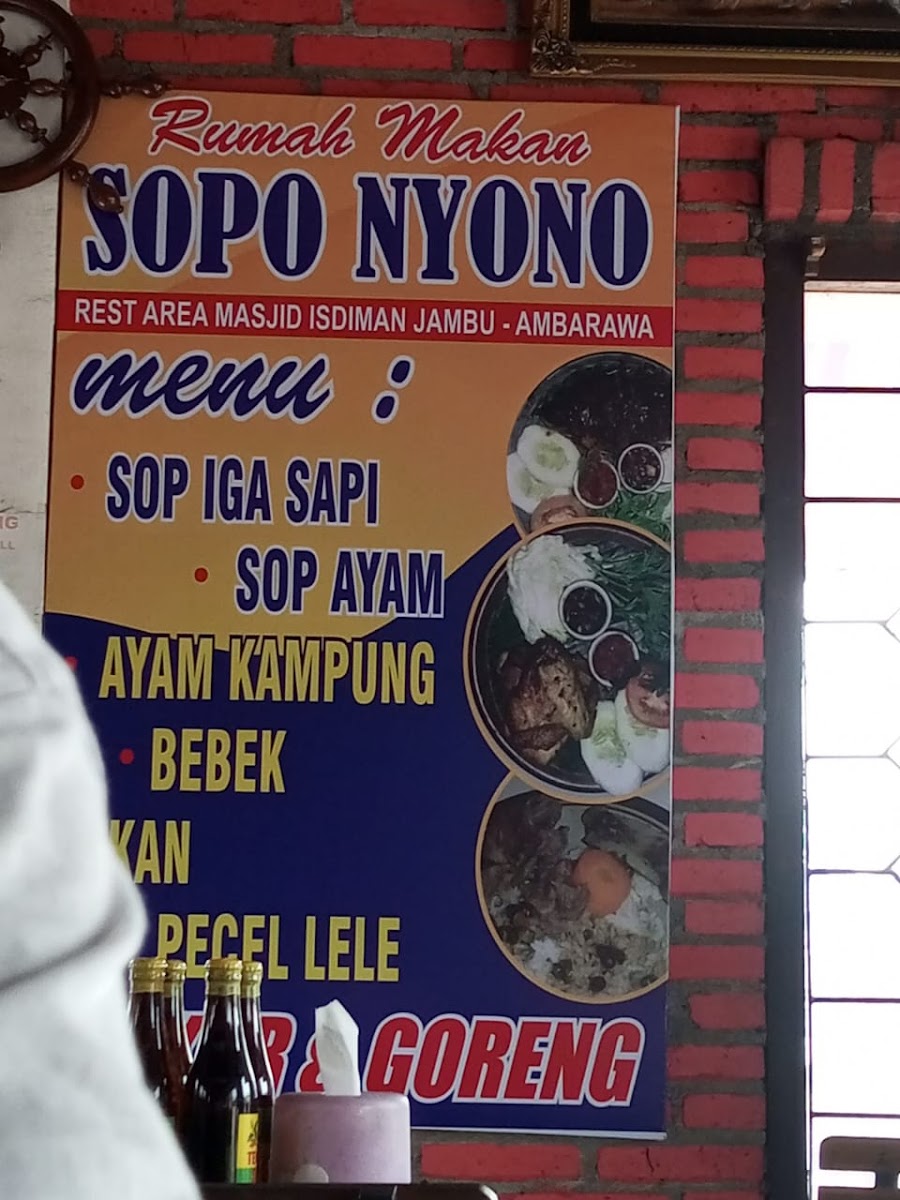 Rumah Makan
SOPO NYONO
REST AREA MASJID ISDIMAN JAMBU - AMBARAWA
menu :
• SOP IGA SAPI
• SOP AYAM
• AYAM KAMPUNG
• BEBEK
KAN
PECEL LELE
& GORENG